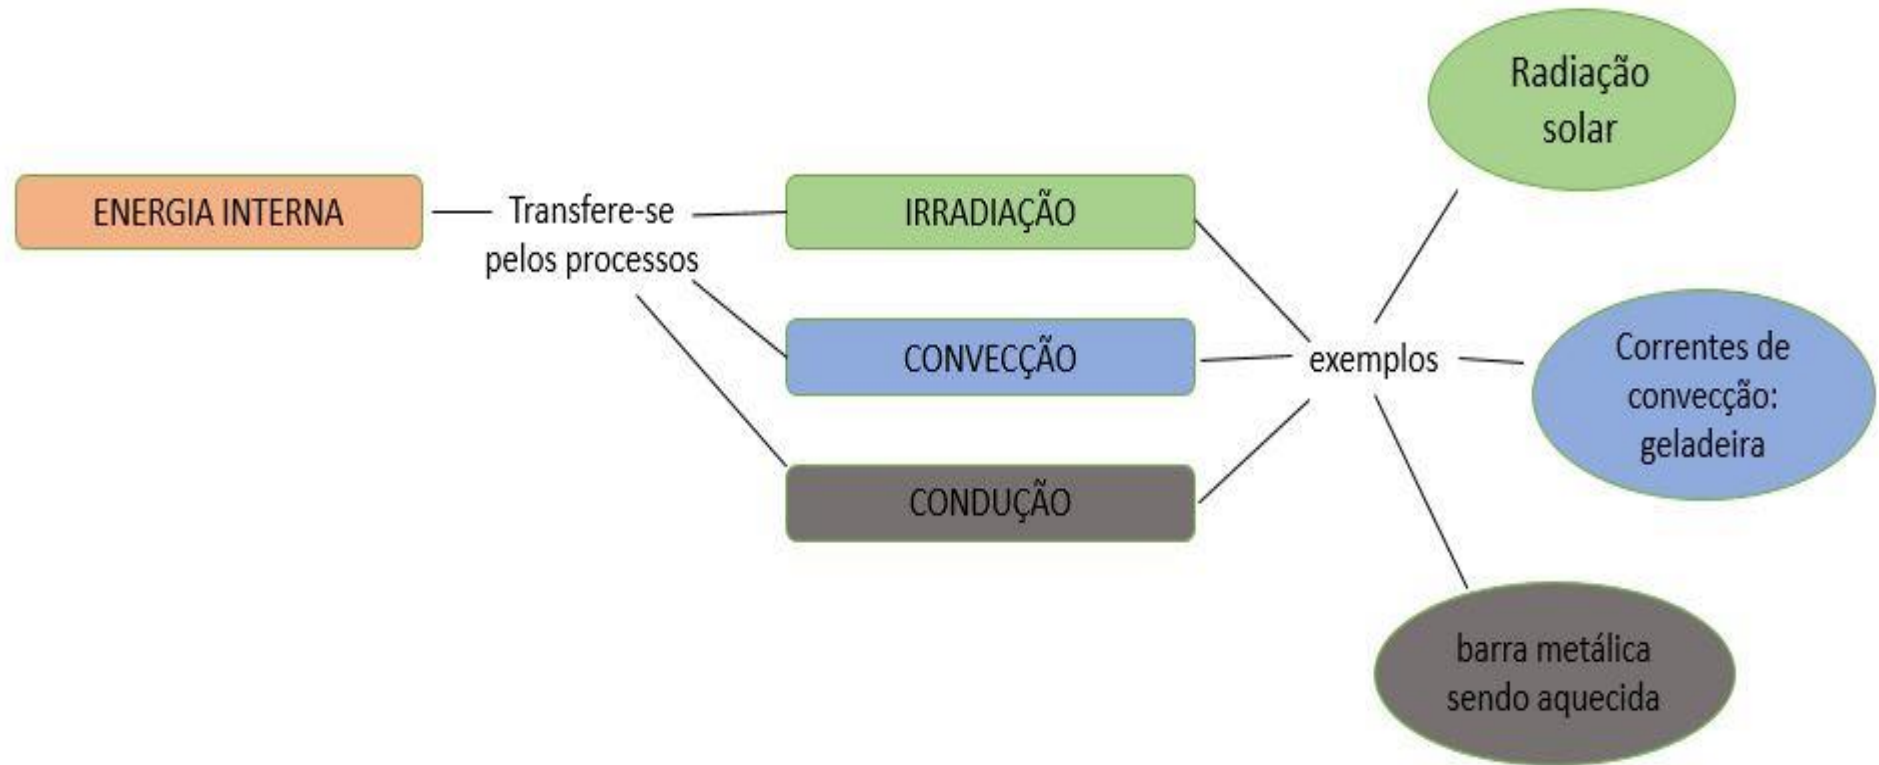 ENERGIA INTERNA
Transfere-se
pelos processos
IRRADIAÇÃO
CONVECÇÃO
CONDUÇÃO
exemplos
Radiação
solar
Correntes de
convecção:
geladeira
barra metálica
sendo aquecida